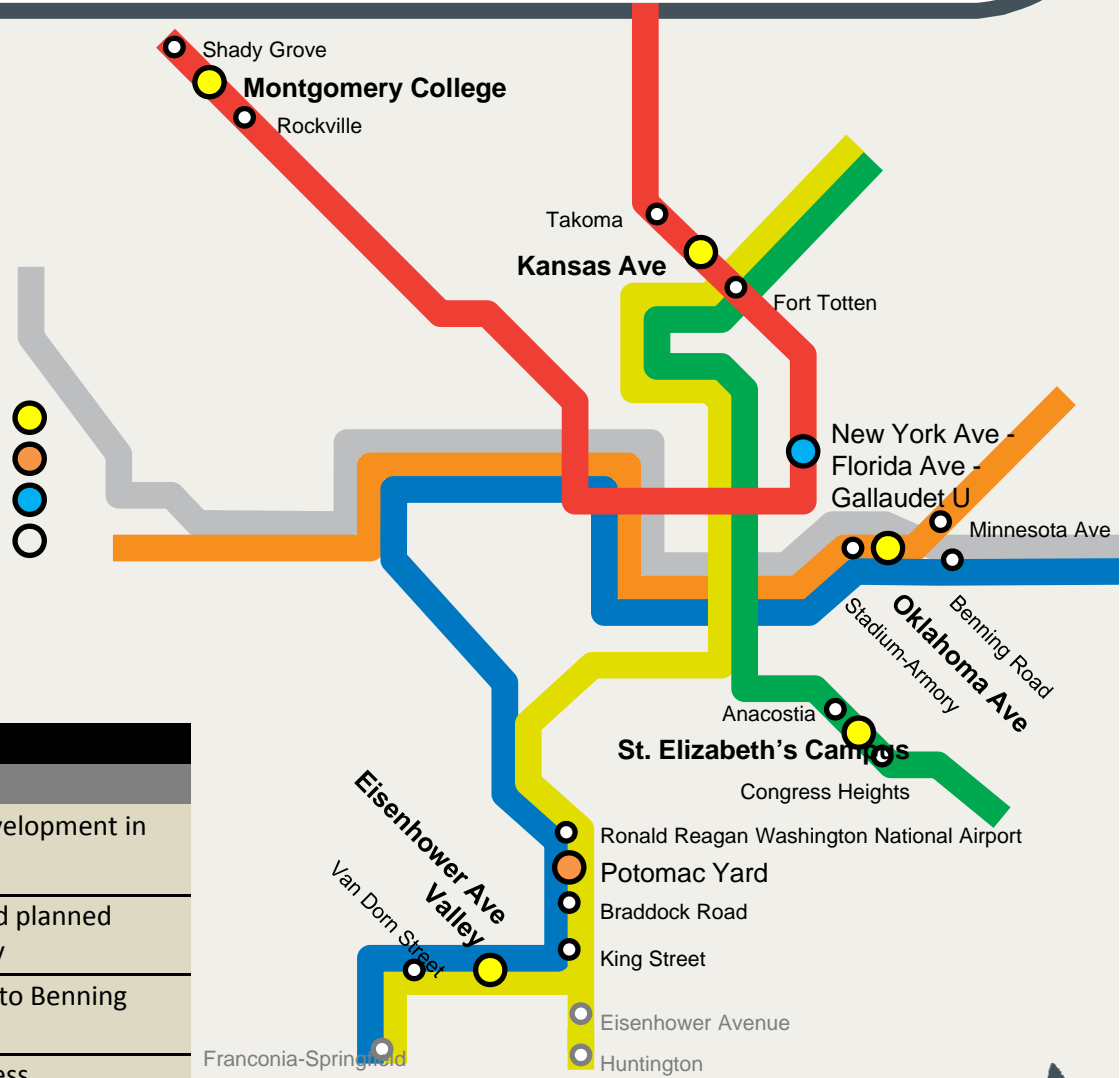 Shady Grove
Montgomery College
Rockville
Takoma
Kansas Ave
Fort Totten
New York Ave -
Florida Ave -
Gallaudet U
Minnesota Ave
Benning Road
Oklahoma Ave
Stadium-Armory
Anacostia
St. Elizabeth's Campus
Congress Heights
Ronald Reagan Washington National Airport
Potomac Yard
Braddock Road
King Street
Eisenhower Ave
Valley
Van Dorn Street
Eisenhower Avenue
Franconia-Springfield
Huntington
velopment in
d planned
to Benning